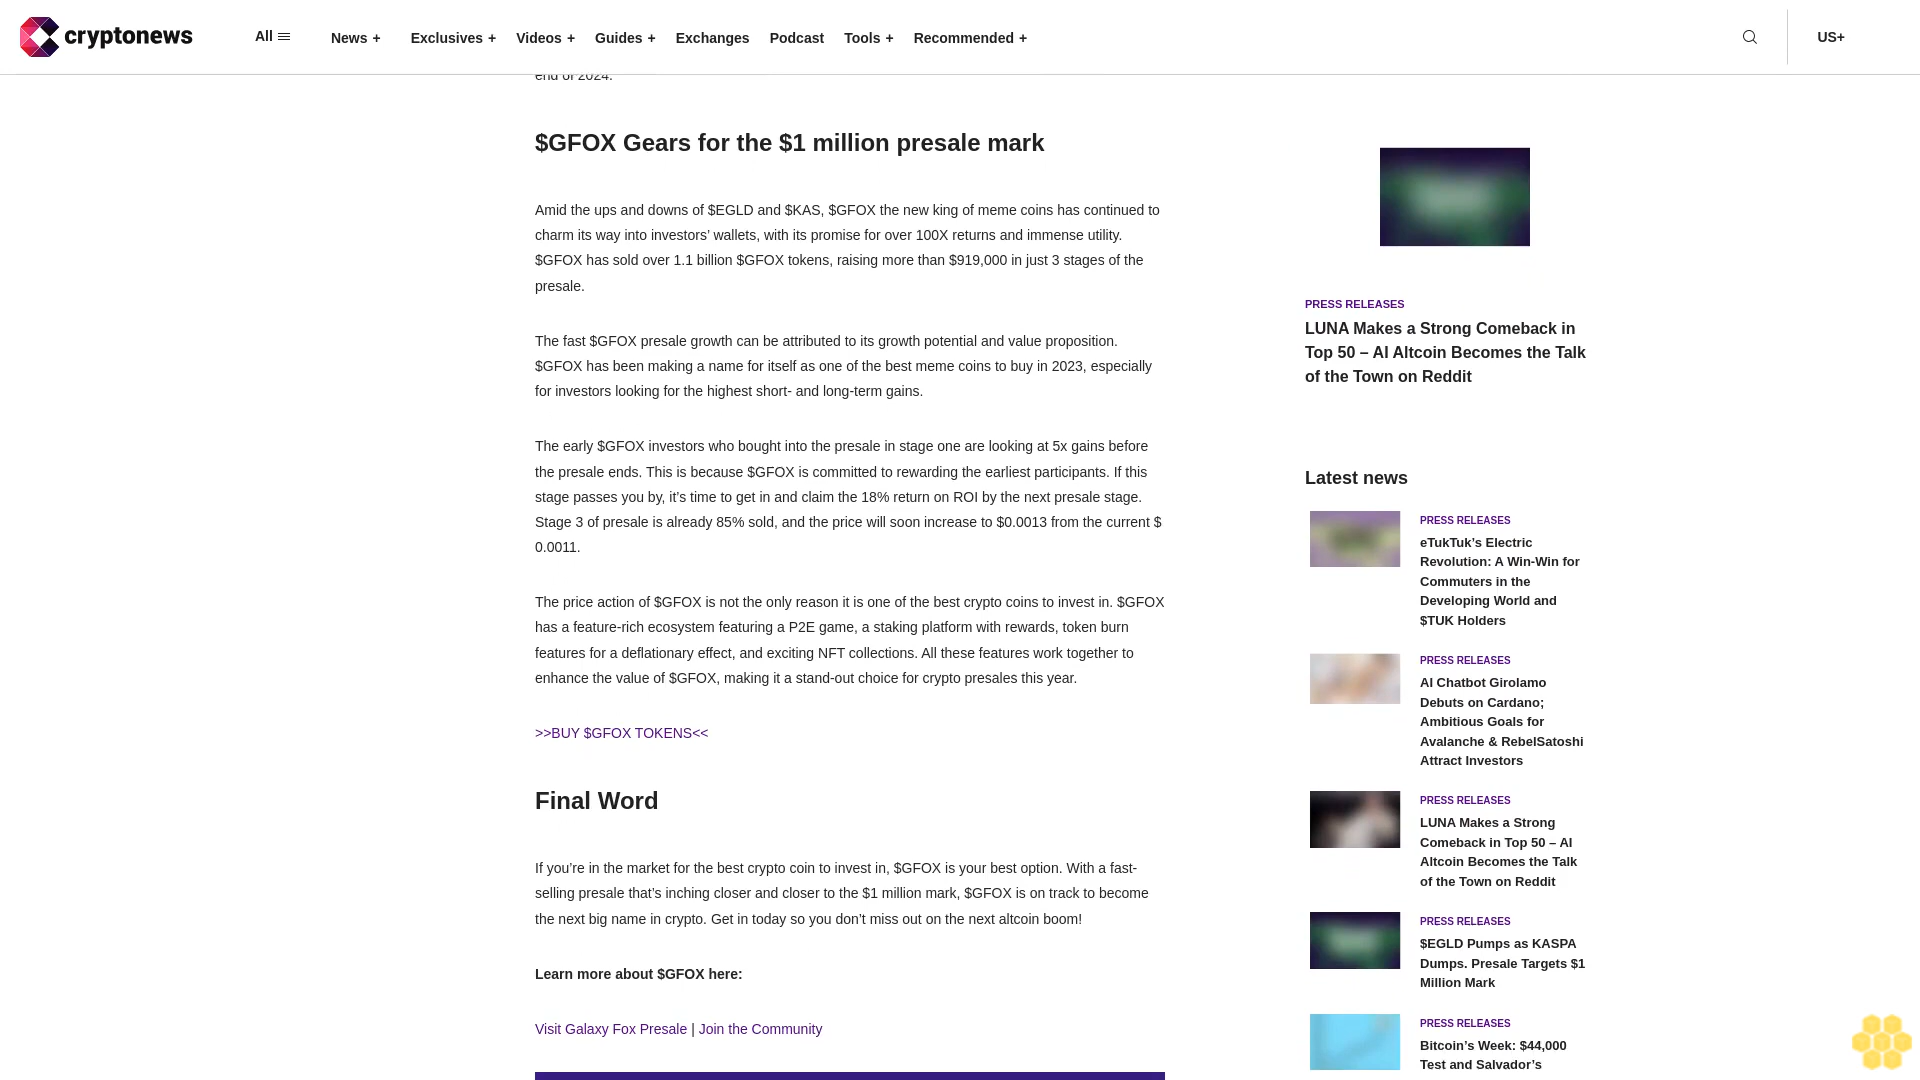 cryptonews
All
News +
Exclusives +
Videos +
Guides +
Exchanges
Podcast
Tools +
Recommended +
US+
end of 2024.
$GFOX Gears for the $1 million presale mark
Amid the ups and downs of $EGLD and $KAS, $GFOX the new king of meme coins has continued to
charm its way into investors’ wallets, with its promise for over 100X returns and immense utility.
$GFOX has sold over 1.1 billion $GFOX tokens, raising more than $919,000 in just 3 stages of the
presale.
The fast $GFOX presale growth can be attributed to its growth potential and value proposition.
$GFOX has been making a name for itself as one of the best meme coins to buy in 2023, especially
for investors looking for the highest short- and long-term gains.
The early $GFOX investors who bought into the presale in stage one are looking at 5x gains before
the presale ends. This is because $GFOX is committed to rewarding the earliest participants. If this
stage passes you by, it’s time to get in and claim the 18% return on ROI by the next presale stage.
Stage 3 of presale is already 85% sold, and the price will soon increase to $0.0013 from the current $
0.0011.
The price action of $GFOX is not the only reason it is one of the best crypto coins to invest in. $GFOX
has a feature-rich ecosystem featuring a P2E game, a staking platform with rewards, token burn
features for a deflationary effect, and exciting NFT collections. All these features work together to
enhance the value of $GFOX, making it a stand-out choice for crypto presales this year.
>>BUY $GFOX TOKENS<<
Final Word
If you’re in the market for the best crypto coin to invest in, $GFOX is your best option. With a fast-
selling presale that’s inching closer and closer to the $1 million mark, $GFOX is on track to become
the next big name in crypto. Get in today so you don’t miss out on the next altcoin boom!
Learn more about $GFOX here:
Visit Galaxy Fox Presale | Join the Community
PRESS RELEASES
LUNA Makes a Strong Comeback in
Top 50 – AI Altcoin Becomes the Talk
of the Town on Reddit
Latest news
PRESS RELEASES
eTukTuk’s Electric
Revolution: A Win-Win for
Commuters in the
Developing World and
$TUK Holders
PRESS RELEASES
AI Chatbot Girolamo
Debuts on Cardano;
Ambitious Goals for
Avalanche & RebelSatoshi
Attract Investors
PRESS RELEASES
LUNA Makes a Strong
Comeback in Top 50 – AI
Altcoin Becomes the Talk
of the Town on Reddit
PRESS RELEASES
$EGLD Pumps as KASPA
Dumps. Presale Targets $1
Million Mark
PRESS RELEASES
Bitcoin’s Week: $44,000
Test and Salvador’s